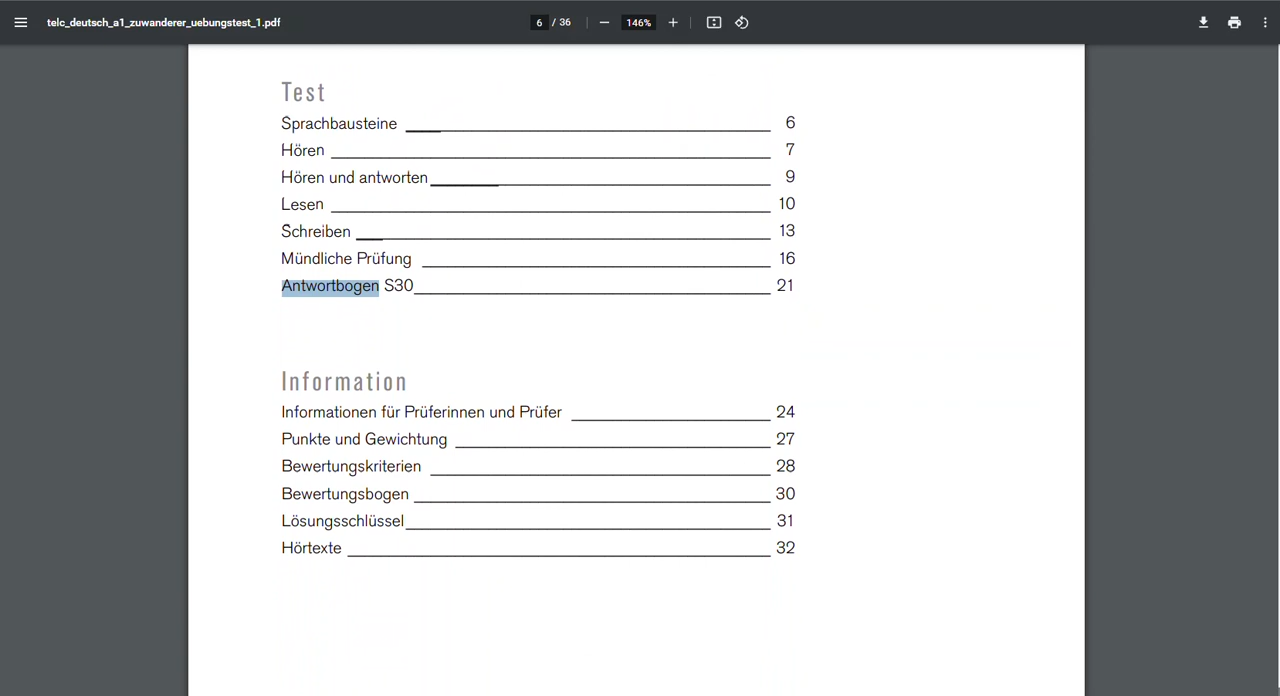 telc_deutsch_a1_zuwanderer_uebungstest_1.pdf 6 / 36 146%
Test
Sprachbausteine 6
Hören 7
Hören und antworten 9
Lesen 10
Schreiben 13
Mündliche Prüfung 16
Antwortbogen S30 21
Information
Informationen für Prüferinnen und Prüfer 24
Punkte und Gewichtung 27
Bewertungskriterien 28
Bewertungsbogen 30
Lösungsschlüssel 31
Hörtexte 32